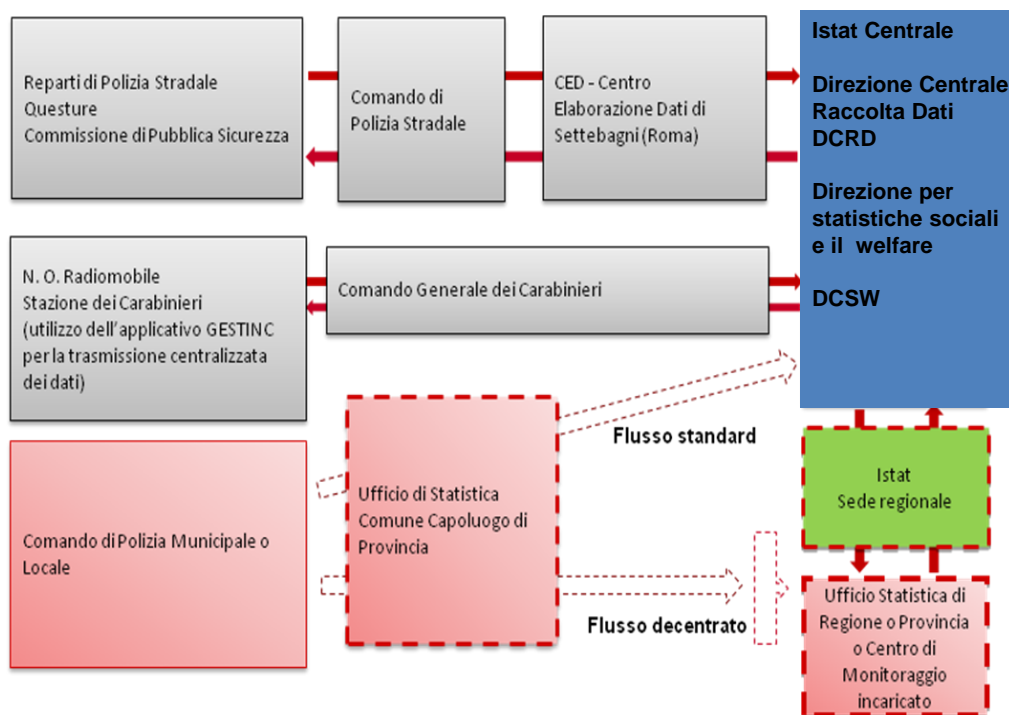 Reparti di Polizia Stradale
Questure
Commissione di Pubblica Sicurezza
Comando di
Polizia Stradale
CED - Centro
Elaborazione Dati di
Settebagni (Roma)
Istat Centrale
Direzione Centrale
Raccolta Dati
DCRD
Direzione per
statistiche sociali
e il welfare
DCSW
N. O. Radiomobile
Stazione dei Carabinieri
(utilizzo dell'applicativo GESTINC
per la trasmissione centralizzata
dei dati)
Comando Generale dei Carabinieri
Comando di Polizia Municipale o
Locale
Ufficio di Statistica
Comune Capoluogo di
Provincia
Flusso standard
Flusso decentrato
Istat
Sede regionale
Ufficio Statistica di
Regione o Provincia
o Centro di
Monitoraggio
incaricato